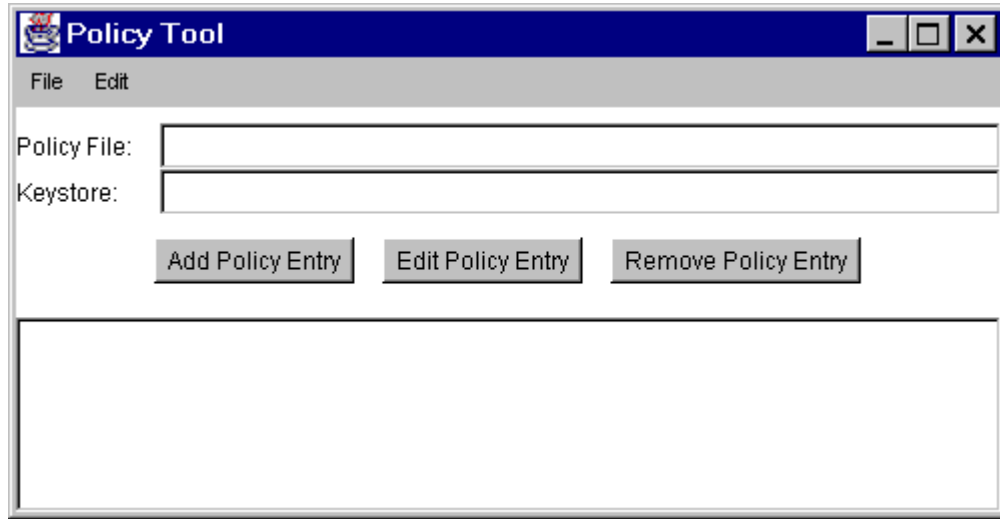 Policy Tool
File Edit
Policy File:
Keystore:
Add Policy Entry Edit Policy Entry Remove Policy Entry